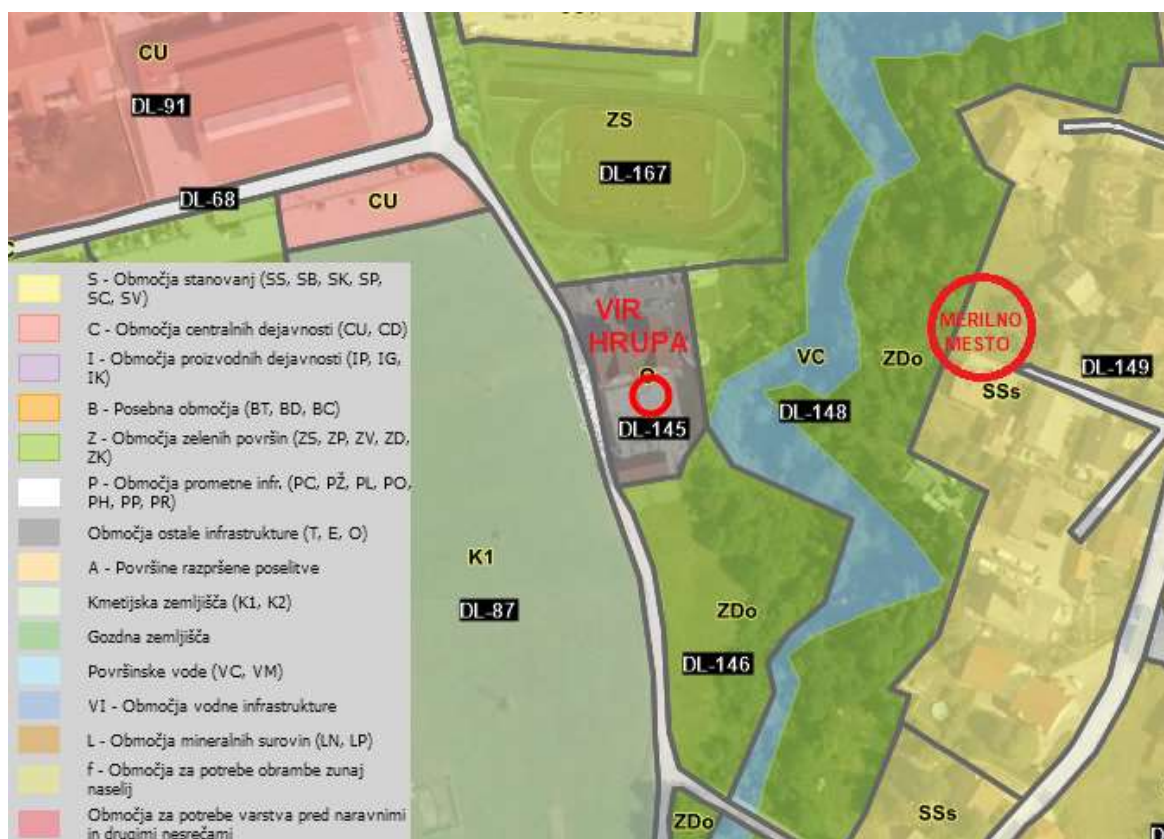 CU
DL-91
ZS
DL-167
DL-68
CU
S - Območja stanovanj (SS, SB, SK, SP,
SC, SV)
C - Območja centralnih dejavnosti (CU, CD)
I - Območja proizvodnih dejavnosti (IP, IG,
IK)
B - Posebna območja (BT, BD, BC)
Z - Območja zelenih površin (ZS, ZP, ZV, ZD,
ZK)
P - Območja prometne infr. (PC, PŽ, PL, PO,
PH, PP, PR)
Območja ostale infrastrukture (T, E, O)
A - Površine razpršene poselitve
Kmetijska zemljišča (K1, K2)
Gozdna zemljišča
Površinske vode (VC, VM)
VI - Območja vodne infrastrukture
L - Območja mineralnih surovin (LN, LP)
f - Območja za potrebe obrambe zunaj
naselij
Območja za potrebe varstva pred naravnimi
in drugimi nesrečami
VIR
HRUPA
O
DL-145
VC
ZDo
DL-148
MERILNO
MESTO
SSs
DL-149
K1
DL-87
ZDo
DL-146
ZDo
SSs